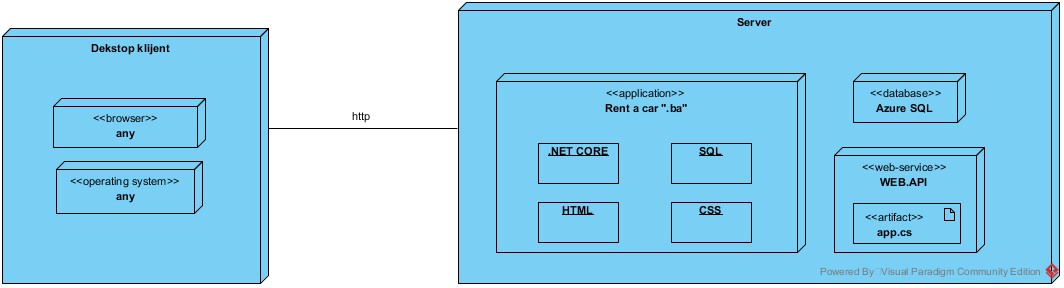 Dekstop klijent
<<browser>>
any
<<operating system>>
any
http
Server
<<application>>
Rent a car ".ba"
.NET CORE
SQL
HTML
CSS
<<database>>
Azure SQL
<<web-service>>
WEB.API
<<artifact>>
app.cs
Powered By Visual Paradigm Community Edition